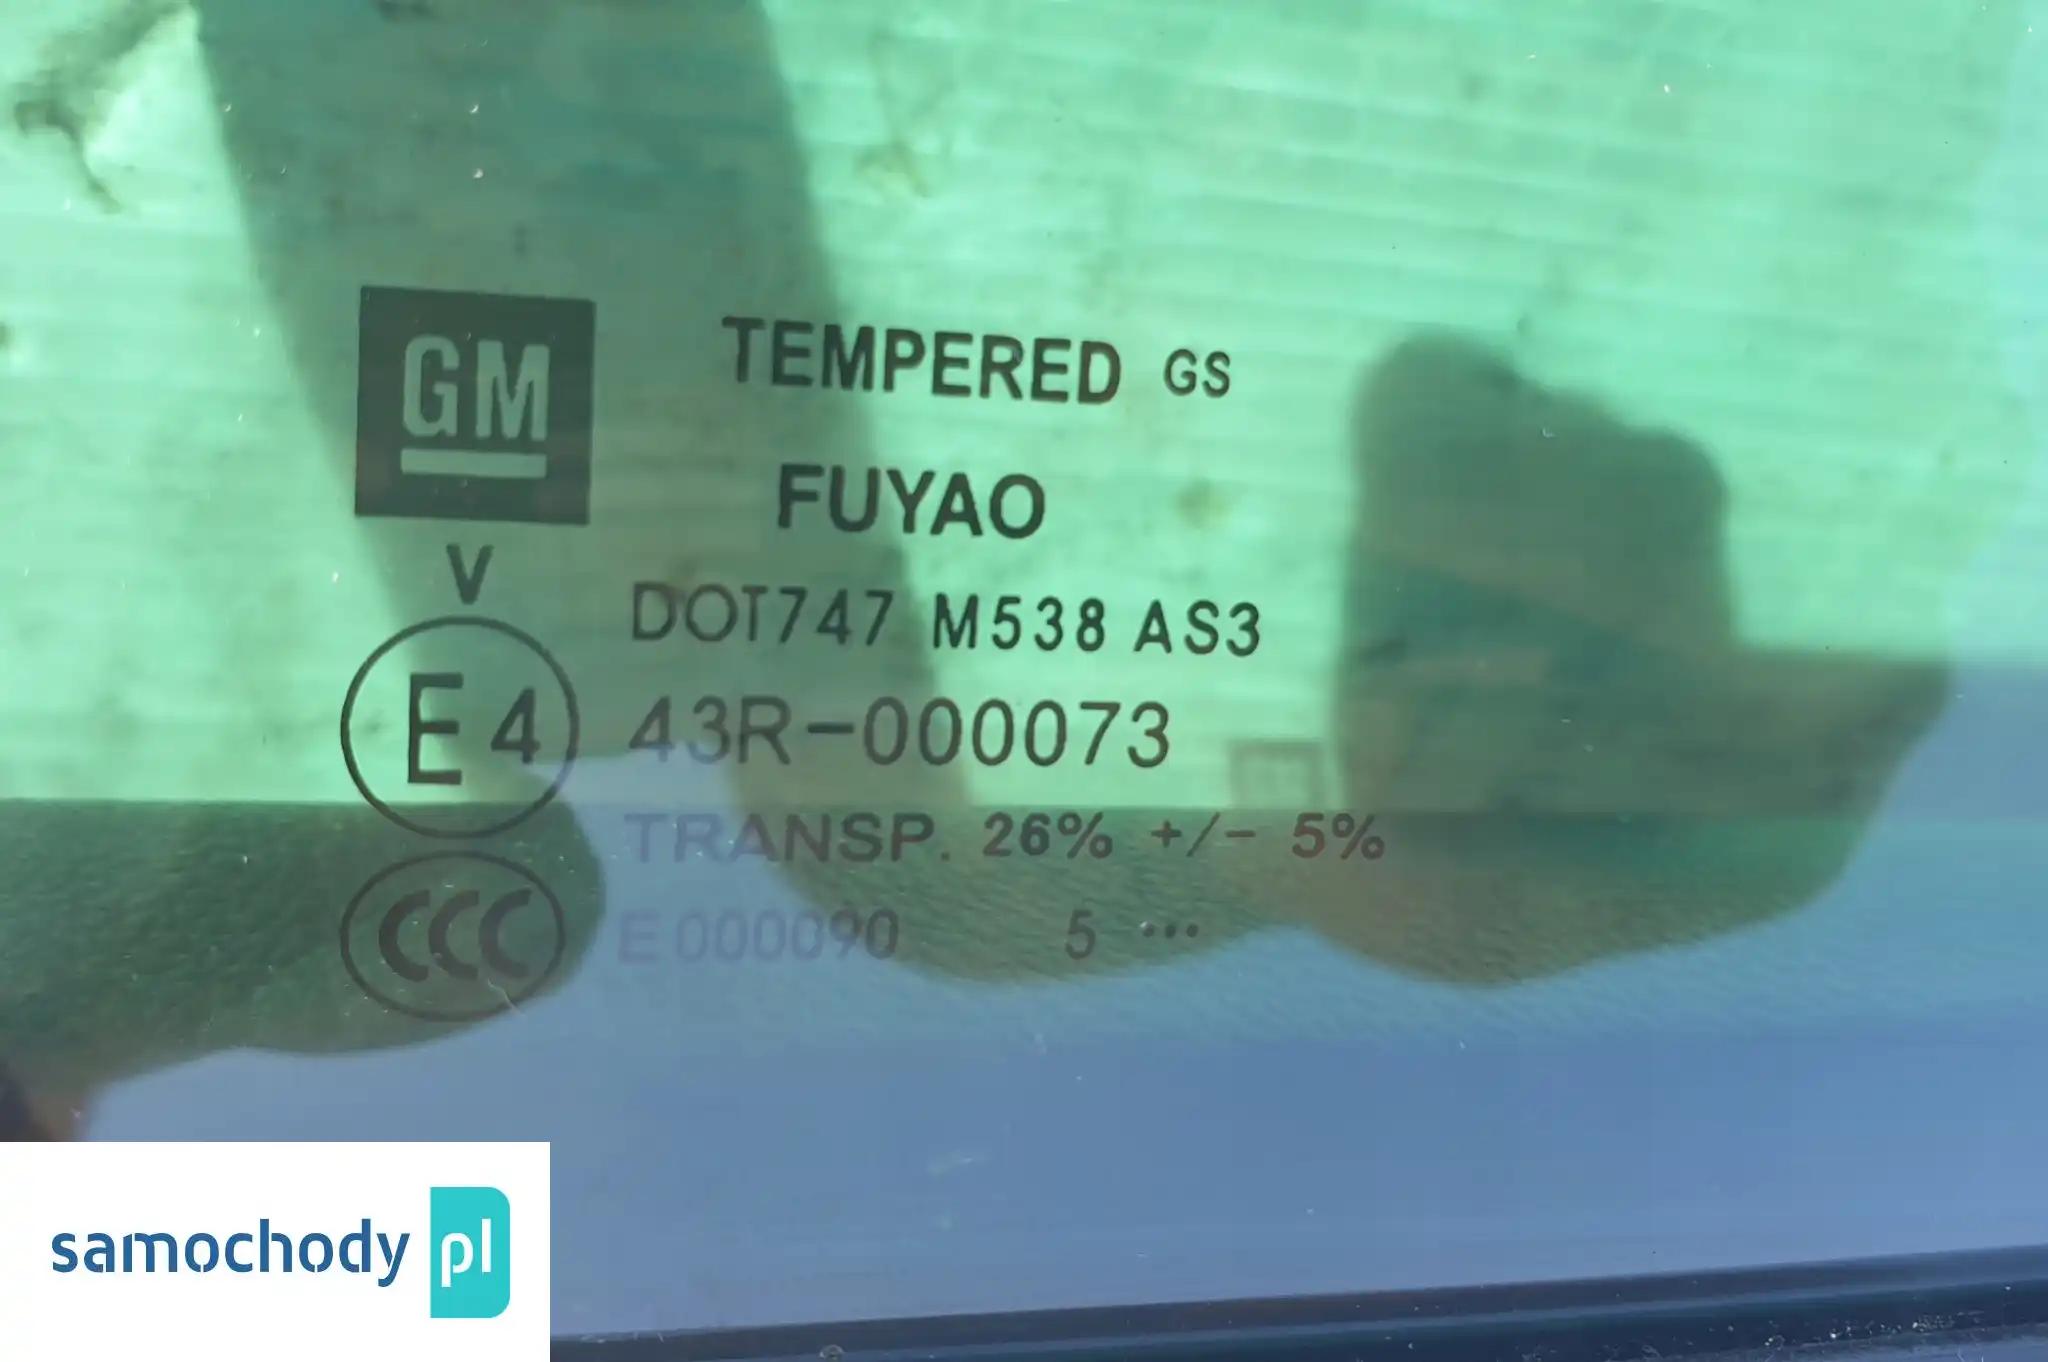 GM
TEMPERED GS
FUYAO
V
DOT747 M538 AS3
E4
43R-000073
TRANSP. 26% +/- 5%
CCC
E000090 5 ...
samochody pl